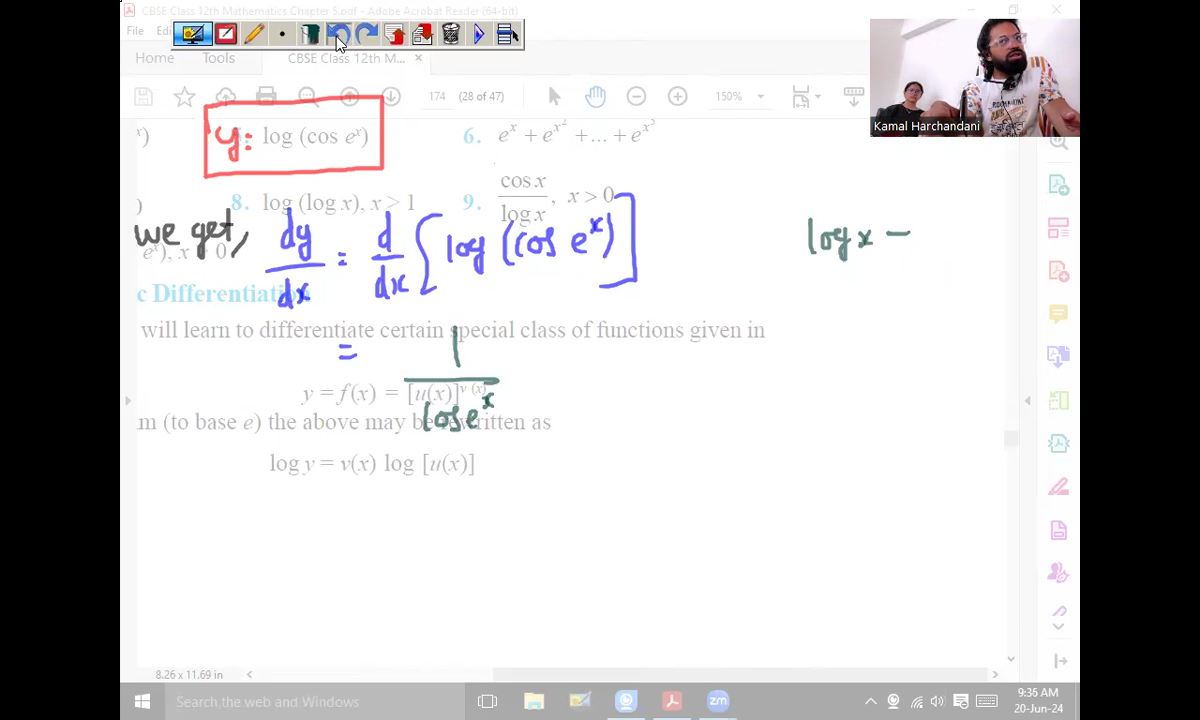 CBSE Class 12th Mathematics Chapter 5.pdf - Adobe Acrobat Reader (64-bit)
File
Home Tools CBSE Class 12th M... ×
174 (28 of 47) 150%
Kamal Harchandani
y: log (cos e^x) 6. e^x + e^x^2 + ... + e^x^5
8. log (log x), x > 1 9. cos x / log x, x > 0
we get, dy/dx = d/dx [log (cos e^x)] log x –
c Differentiation
will learn to differentiate certain special class of functions given in
= 1 / cos e^x
y = f(x) = [u(x)]^v(x)
m (to base e) the above may be rewritten as
log y = v(x) log [u(x)]
8.26 x 11.69 in
Search the web and Windows
9:35 AM
20-Jun-24